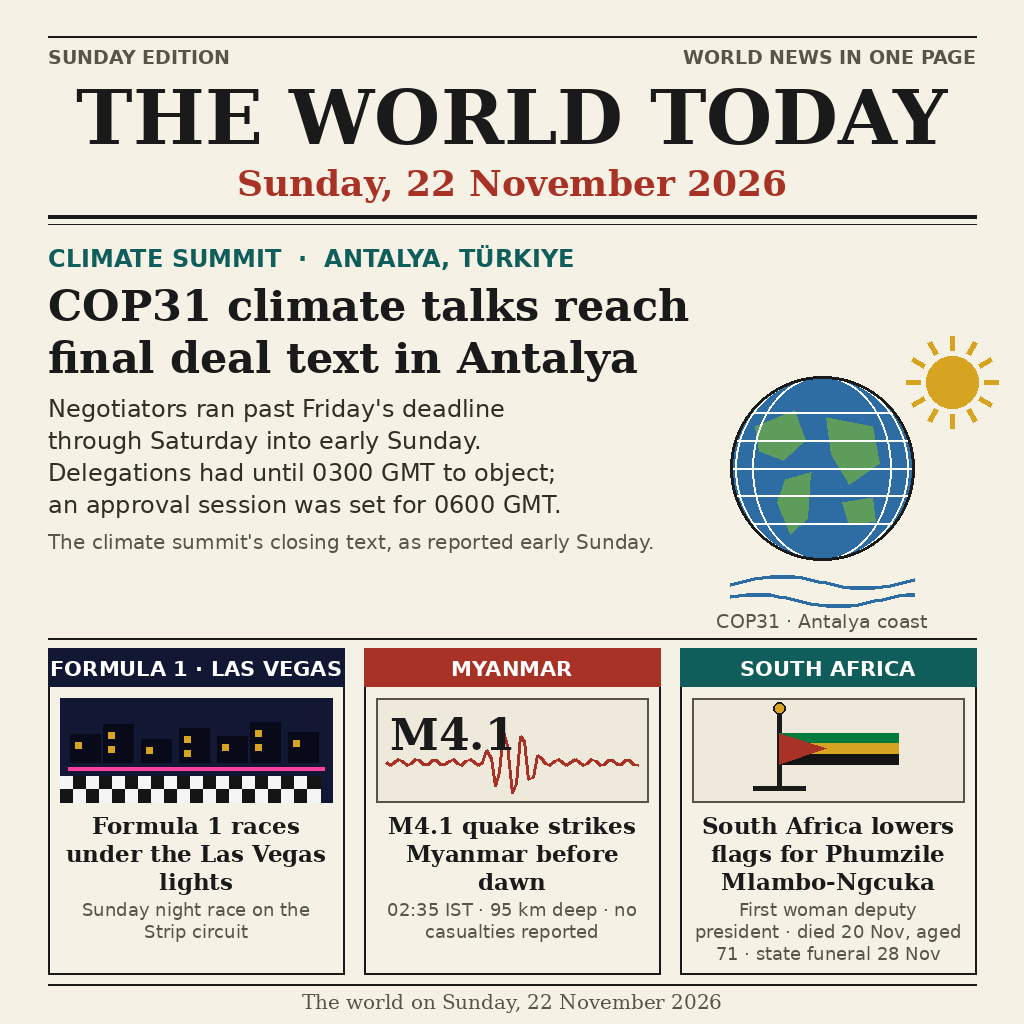 SUNDAY EDITION
WORLD NEWS IN ONE PAGE
THE WORLD TODAY
Sunday, 22 November 2026
CLIMATE SUMMIT · ANTALYA, TÜRKIYE
COP31 climate talks reach
final deal text in Antalya
Negotiators ran past Friday's deadline
through Saturday into early Sunday.
Delegations had until 0300 GMT to object;
an approval session was set for 0600 GMT.
The climate summit's closing text, as reported early Sunday.
COP31 · Antalya coast
FORMULA 1 · LAS VEGAS
Formula 1 races
under the Las Vegas
lights
Sunday night race on the
Strip circuit
MYANMAR
M4.1
M4.1 quake strikes
Myanmar before
dawn
02:35 IST · 95 km deep · no
casualties reported
SOUTH AFRICA
South Africa lowers
flags for Phumzile
Mlambo-Ngcuka
First woman deputy
president · died 20 Nov, aged
71 · state funeral 28 Nov
The world on Sunday, 22 November 2026